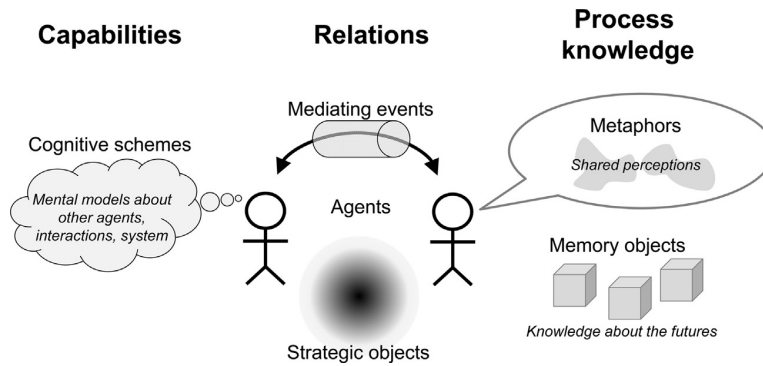 Capabilities
Relations
Process
knowledge
Mediating events
Cognitive schemes
Mental models about
other agents,
interactions, system
Agents
Metaphors
Shared perceptions
Memory objects
Knowledge about the futures
Strategic objects